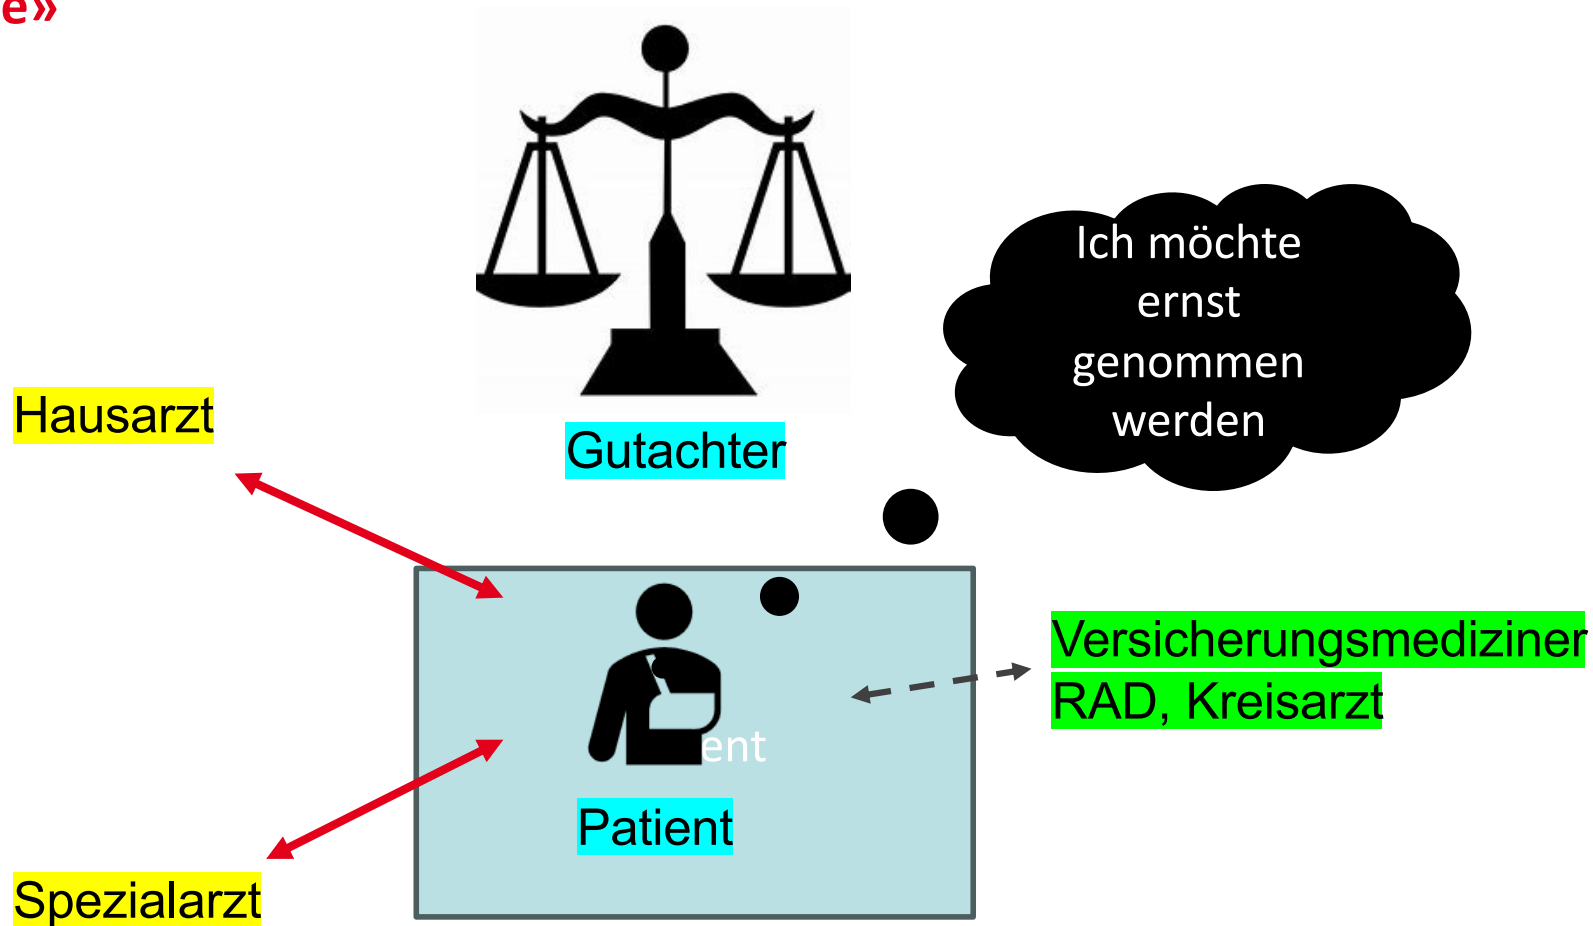 e»
Ich möchte
ernst
genommen
werden
Hausarzt
Gutachter
Versicherungsmediziner
RAD, Kreisarzt
ent
Patient
Spezialarzt